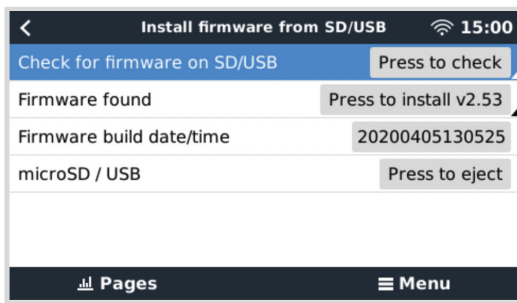 Install firmware from SD/USB 15:00
Check for firmware on SD/USB Press to check
Firmware found Press to install v2.53
Firmware build date/time 20200405130525
microSD / USB Press to eject
Pages Menu